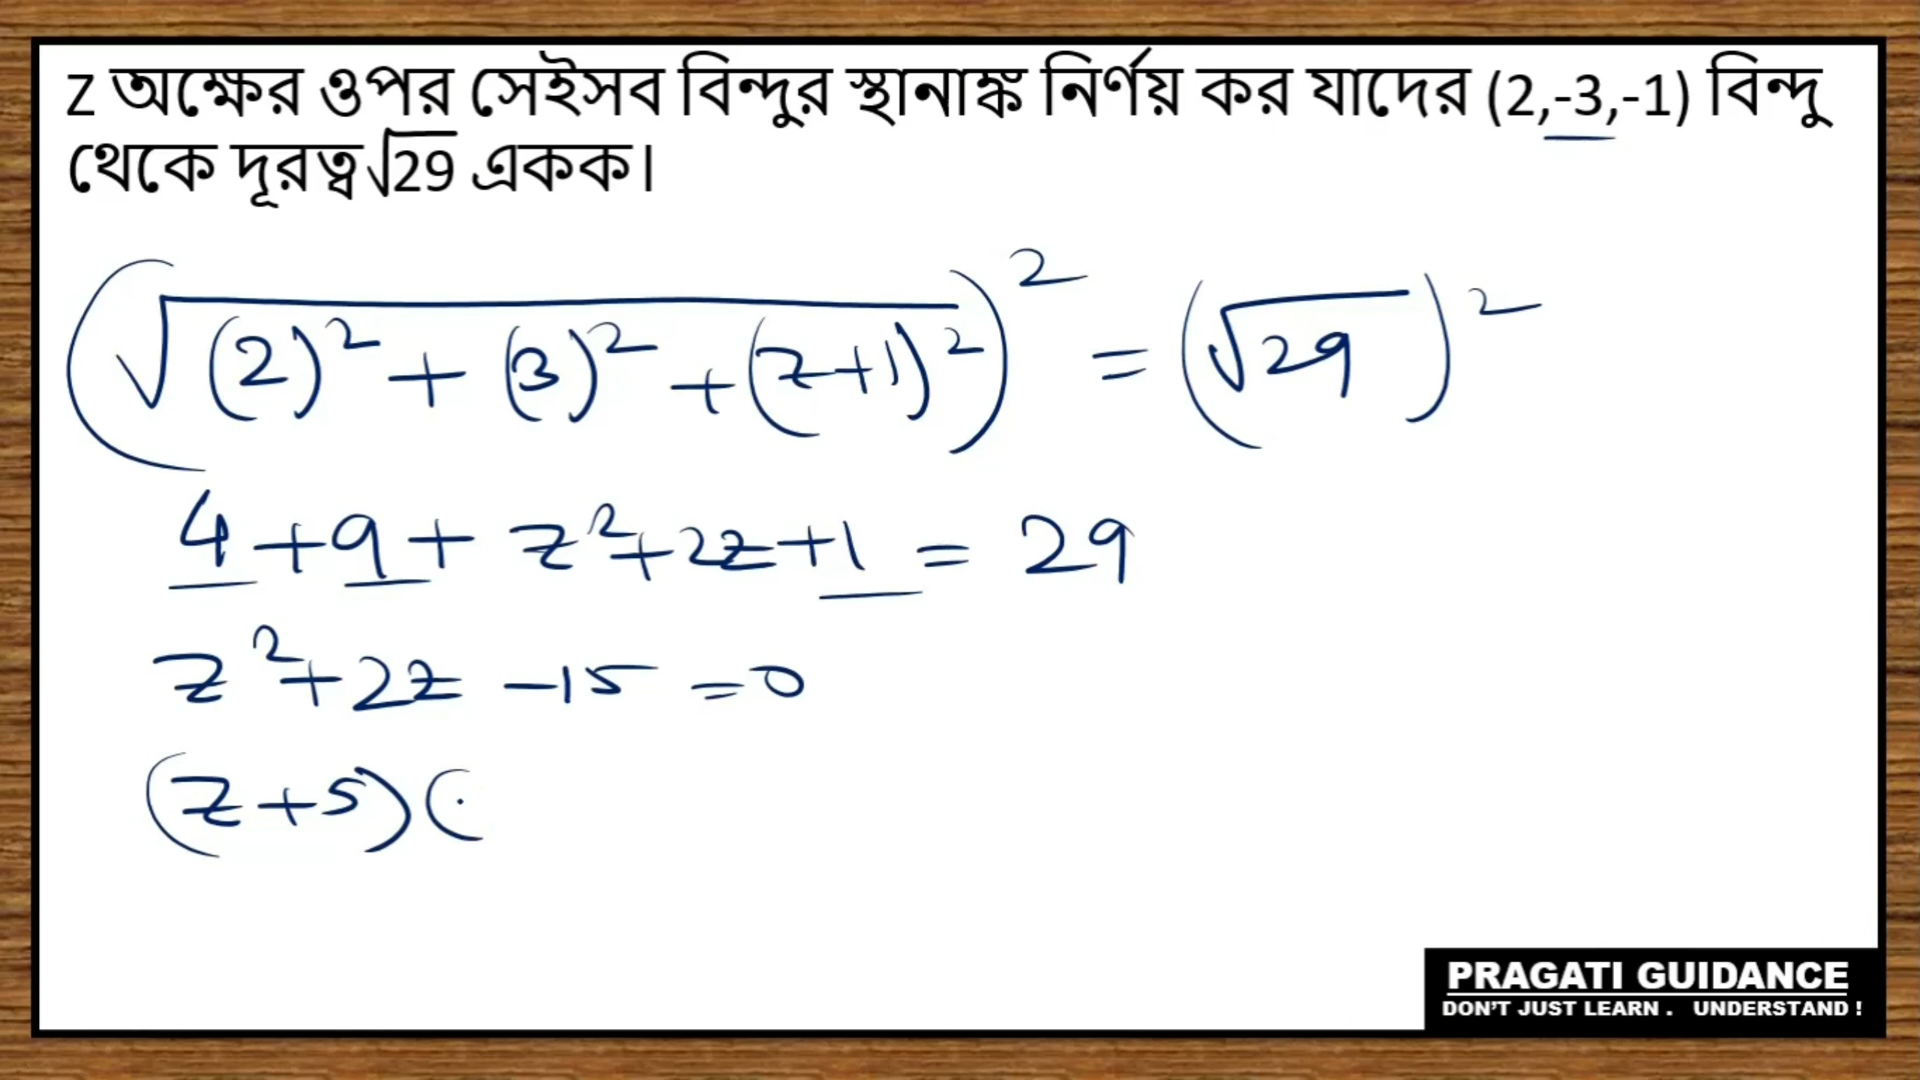 Z অক্ষের ওপর সেইসব বিন্দুর স্থানাঙ্ক নির্ণয় কর যাদের (2,-3,-1) বিন্দু
থেকে দূরত্ব √29 একক।
(√(2)² + (3)² + (z+1)²)² = (√29)²
4 + 9 + z² + 2z + 1 = 29
z² + 2z - 15 = 0
(z + 5) (
PRAGATI GUIDANCE
DON'T JUST LEARN . UNDERSTAND !